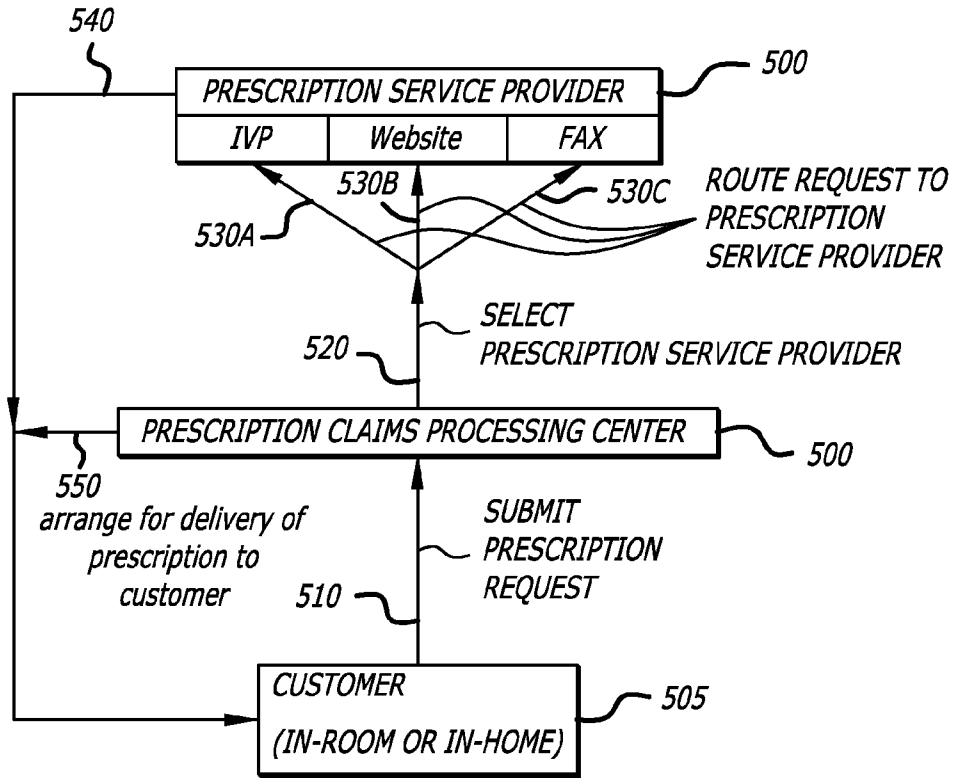 540
500
PRESCRIPTION SERVICE PROVIDER
IVP
Website
FAX
530B
530C
530A
ROUTE REQUEST TO
PRESCRIPTION
SERVICE PROVIDER
SELECT
PRESCRIPTION SERVICE PROVIDER
520
PRESCRIPTION CLAIMS PROCESSING CENTER
500
550
arrange for delivery of
prescription to
customer
SUBMIT
PRESCRIPTION
REQUEST
510
CUSTOMER
(IN-ROOM OR IN-HOME)
505